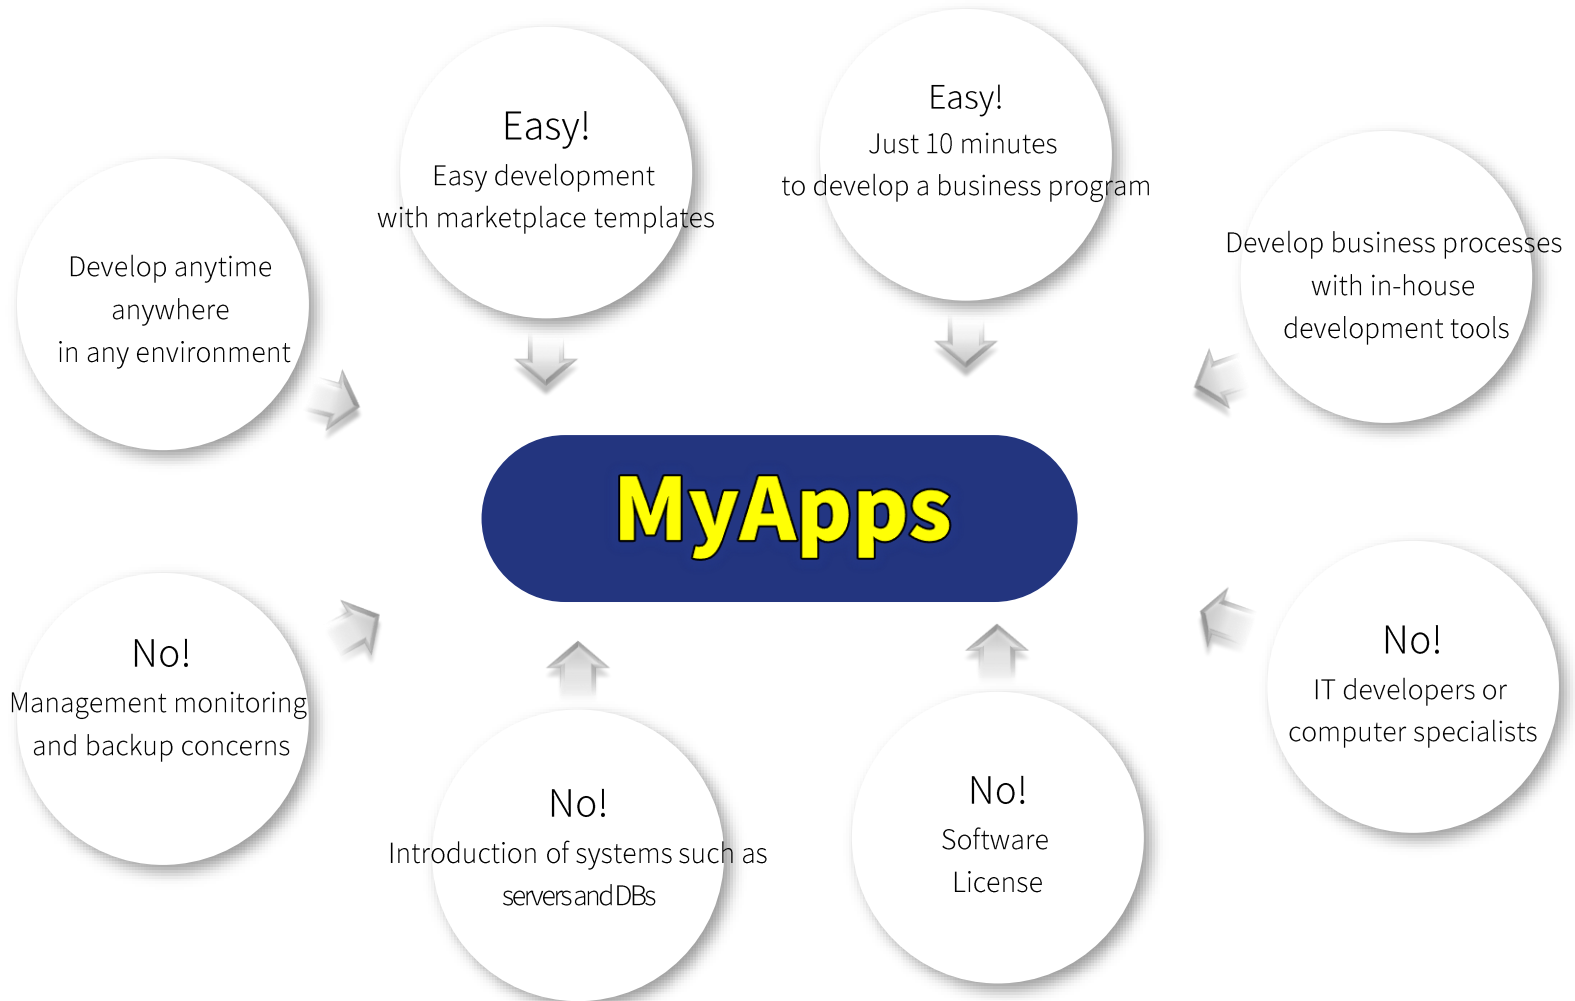 Easy!
Just 10 minutes
to develop a business program
Easy!
Easy development
with marketplace templates
Develop anytime
anywhere
in any environment
Develop business processes
with in-house
development tools
MyApps
No!
Management monitoring
and backup concerns
No!
Introduction of systems such as
servers and DBs
No!
Software
License
No!
IT developers or
computer specialists